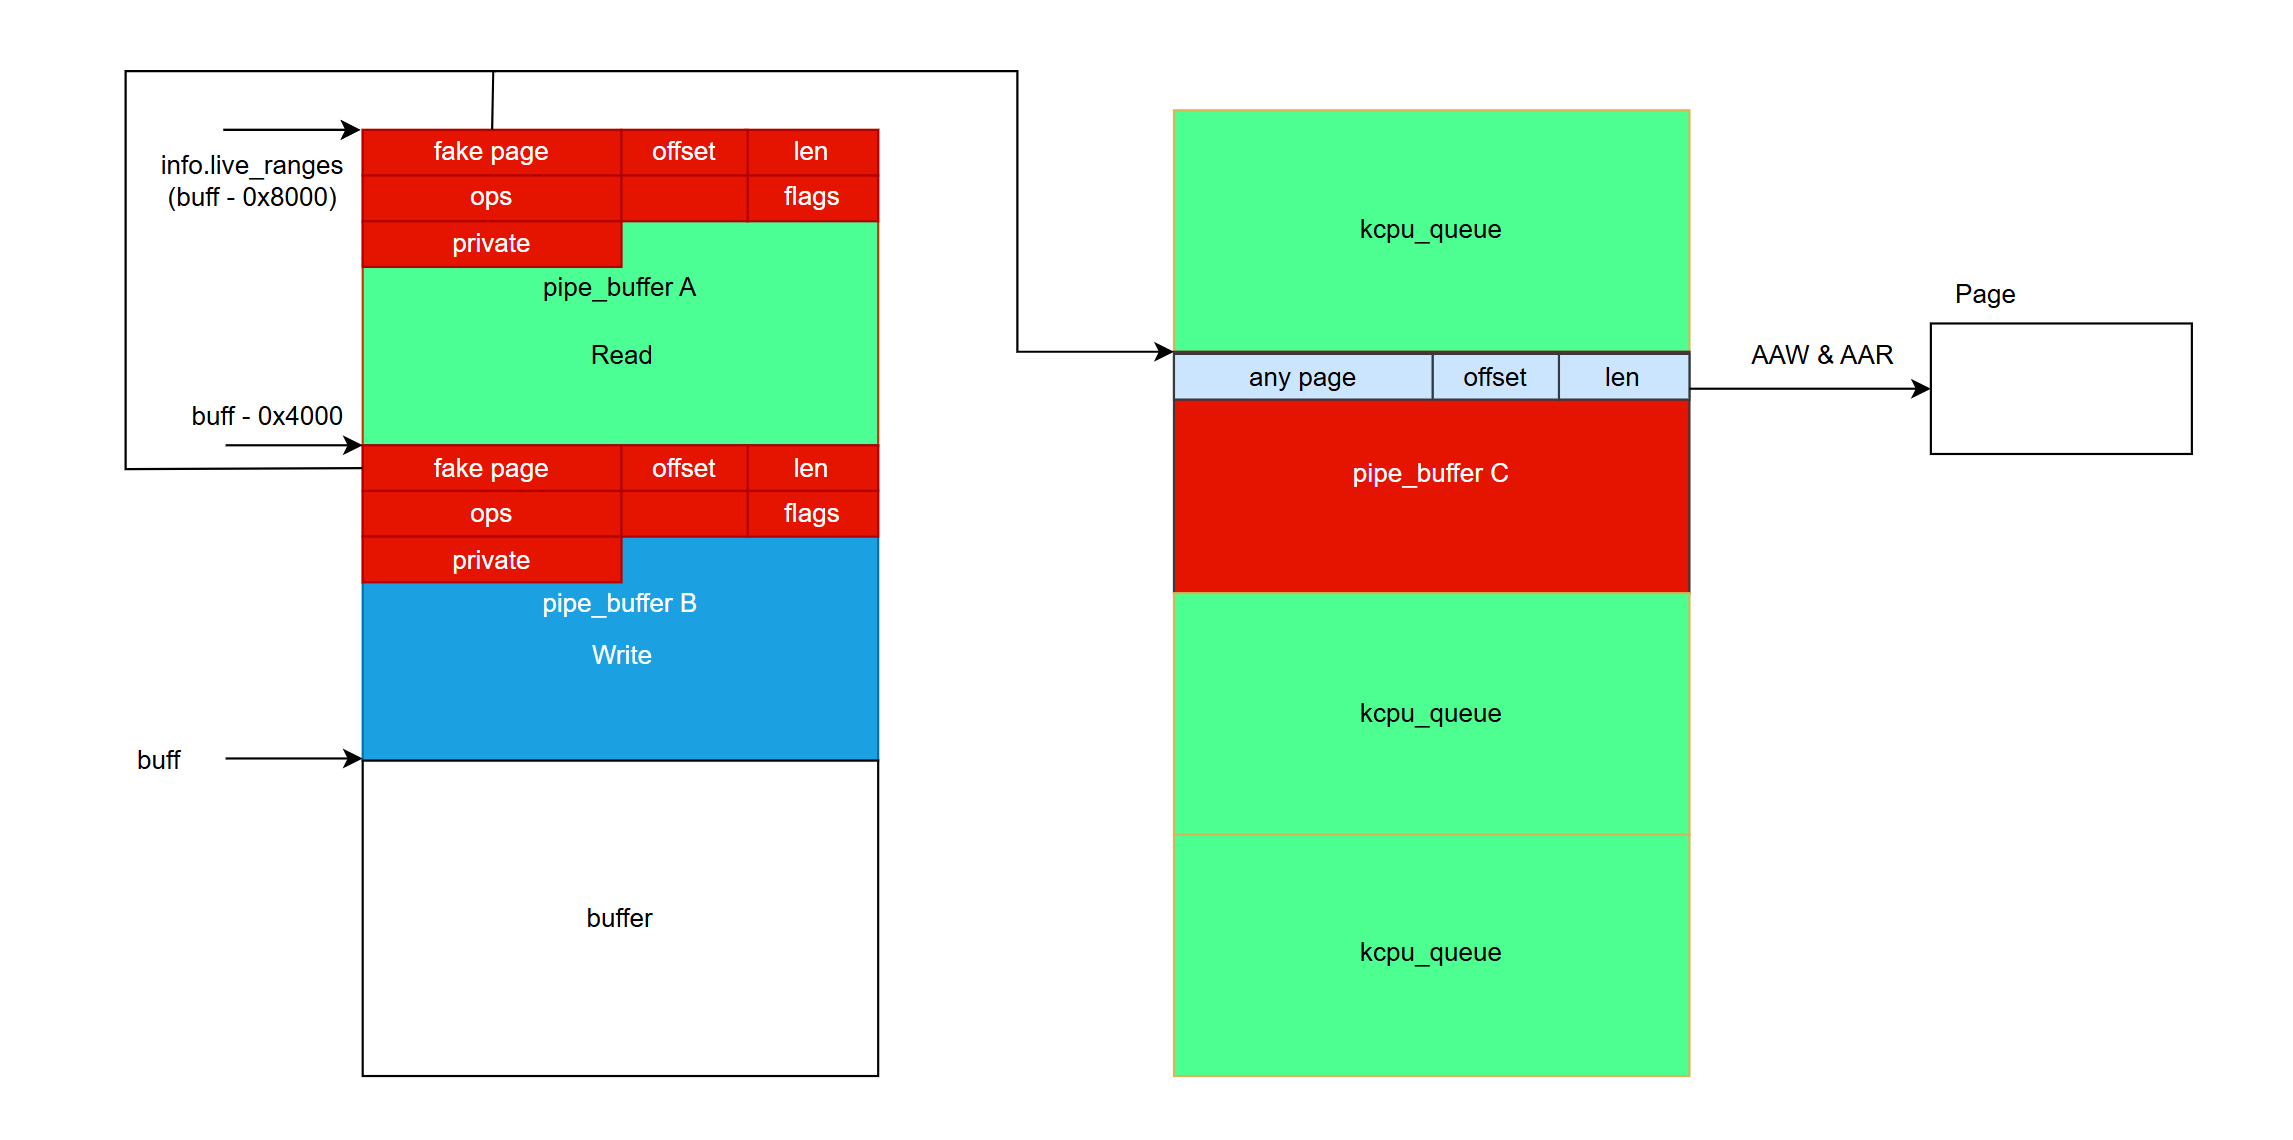 info.live_ranges
(buff - 0x8000)
fake page
offset
len
ops
flags
private
pipe_buffer A
Read
buff - 0x4000
fake page
offset
len
ops
flags
private
pipe_buffer B
Write
buff
buffer
kcpu_queue
any page
offset
len
pipe_buffer C
kcpu_queue
kcpu_queue
AAW & AAR
Page